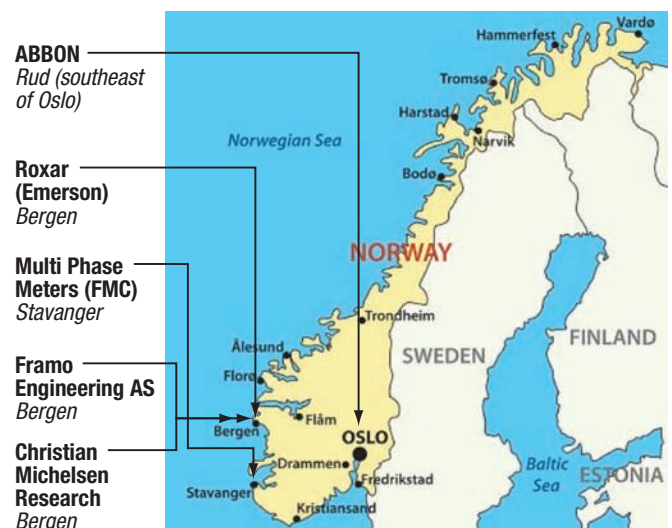 ABBON
Rud (southeast
of Oslo)
Roxar
(Emerson)
Bergen
Multi Phase
Meters (FMC)
Stavanger
Framo
Engineering AS
Bergen
Christian
Michelsen
Research
Bergen
Vardø
Hammerfest
Tromsø
Harstad
Narvik
Norwegian Sea
Bodø
NORWAY
Trondheim
Ålesund
SWEDEN
FINLAND
Florø
Flåm
Bergen
OSLO
Drammen
Baltic
Sea
ESTONIA
Stavanger
Fredrikstad
Kristiansand